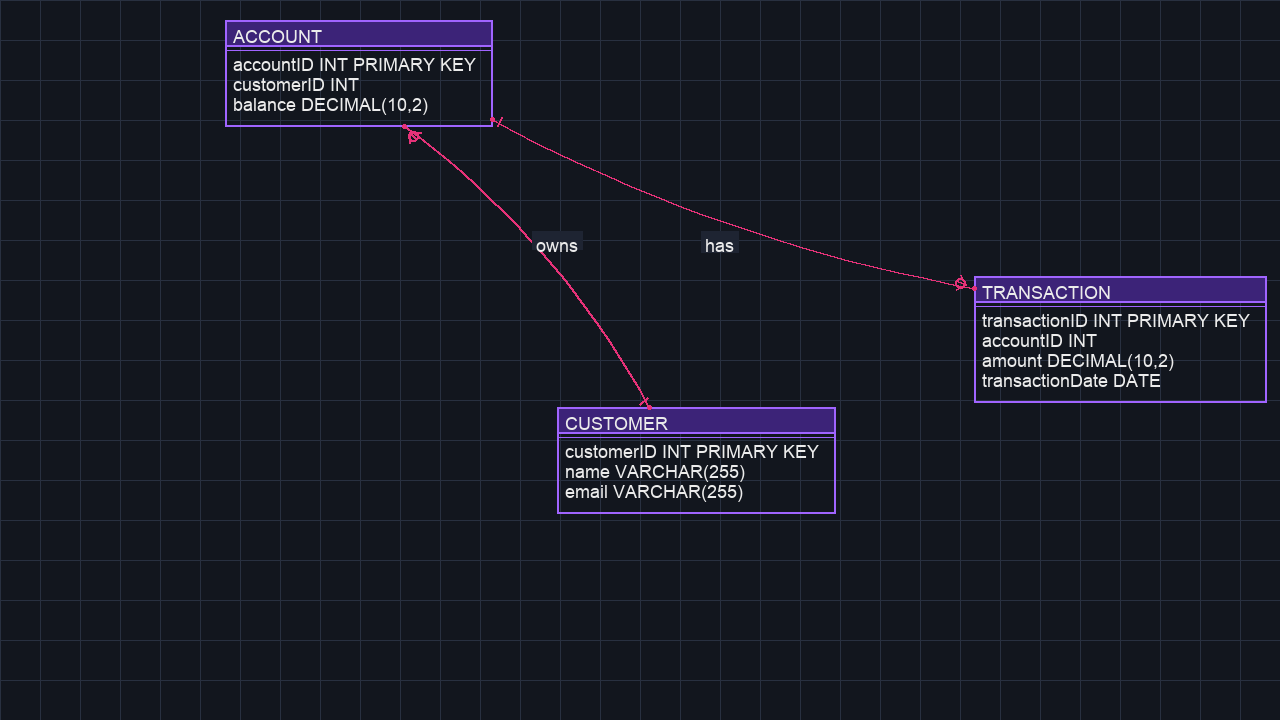 ACCOUNT
accountID INT PRIMARY KEY
customerID INT
balance DECIMAL(10,2)
owns
has
TRANSACTION
transactionID INT PRIMARY KEY
accountID INT
amount DECIMAL(10,2)
transactionDate DATE
CUSTOMER
customerID INT PRIMARY KEY
name VARCHAR(255)
email VARCHAR(255)